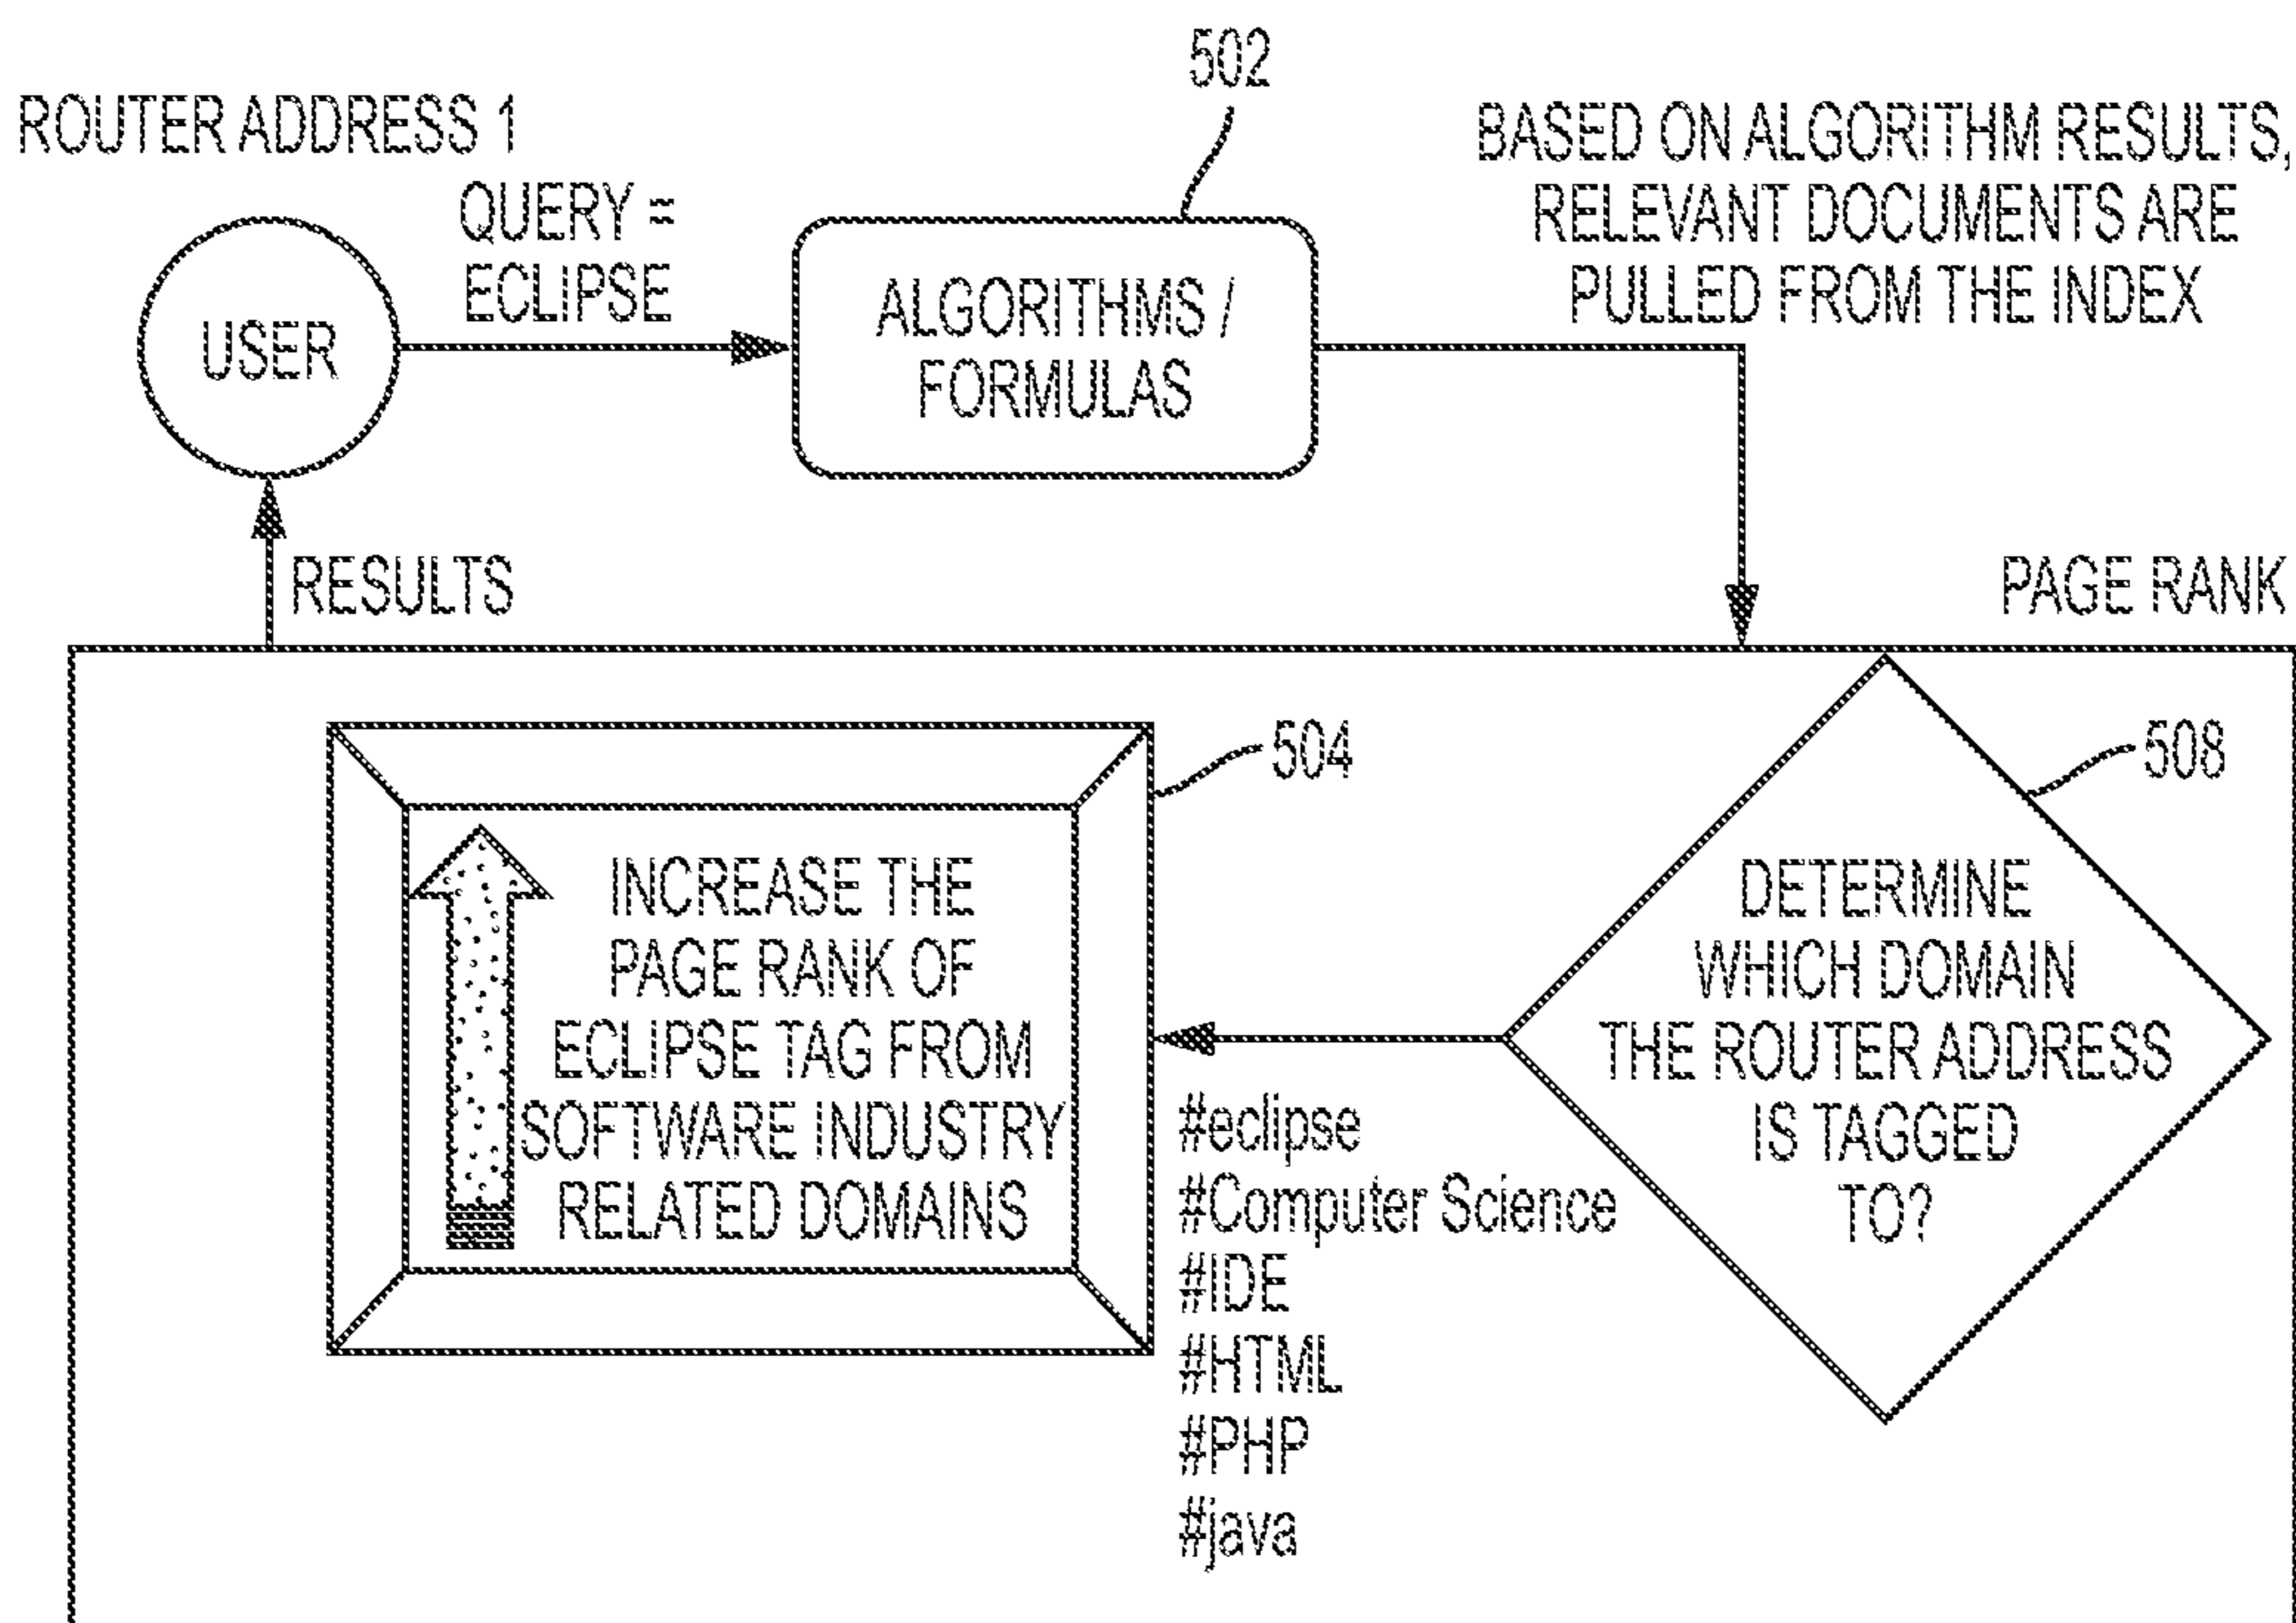 502
ROUTER ADDRESS 1
QUERY =
ECLIPSE
USER
ALGORITHMS /
FORMULAS
BASED ON ALGORITHM RESULTS,
RELEVANT DOCUMENTS ARE
PULLED FROM THE INDEX
RESULTS
PAGE RANK
508
DETERMINE
WHICH DOMAIN
THE ROUTER ADDRESS
IS TAGGED
TO?
#eclipse
#Computer Science
#IDE
#HTML
#PHP
#java
504
INCREASE THE
PAGE RANK OF
ECLIPSE TAG FROM
SOFTWARE INDUSTRY
RELATED DOMAINS